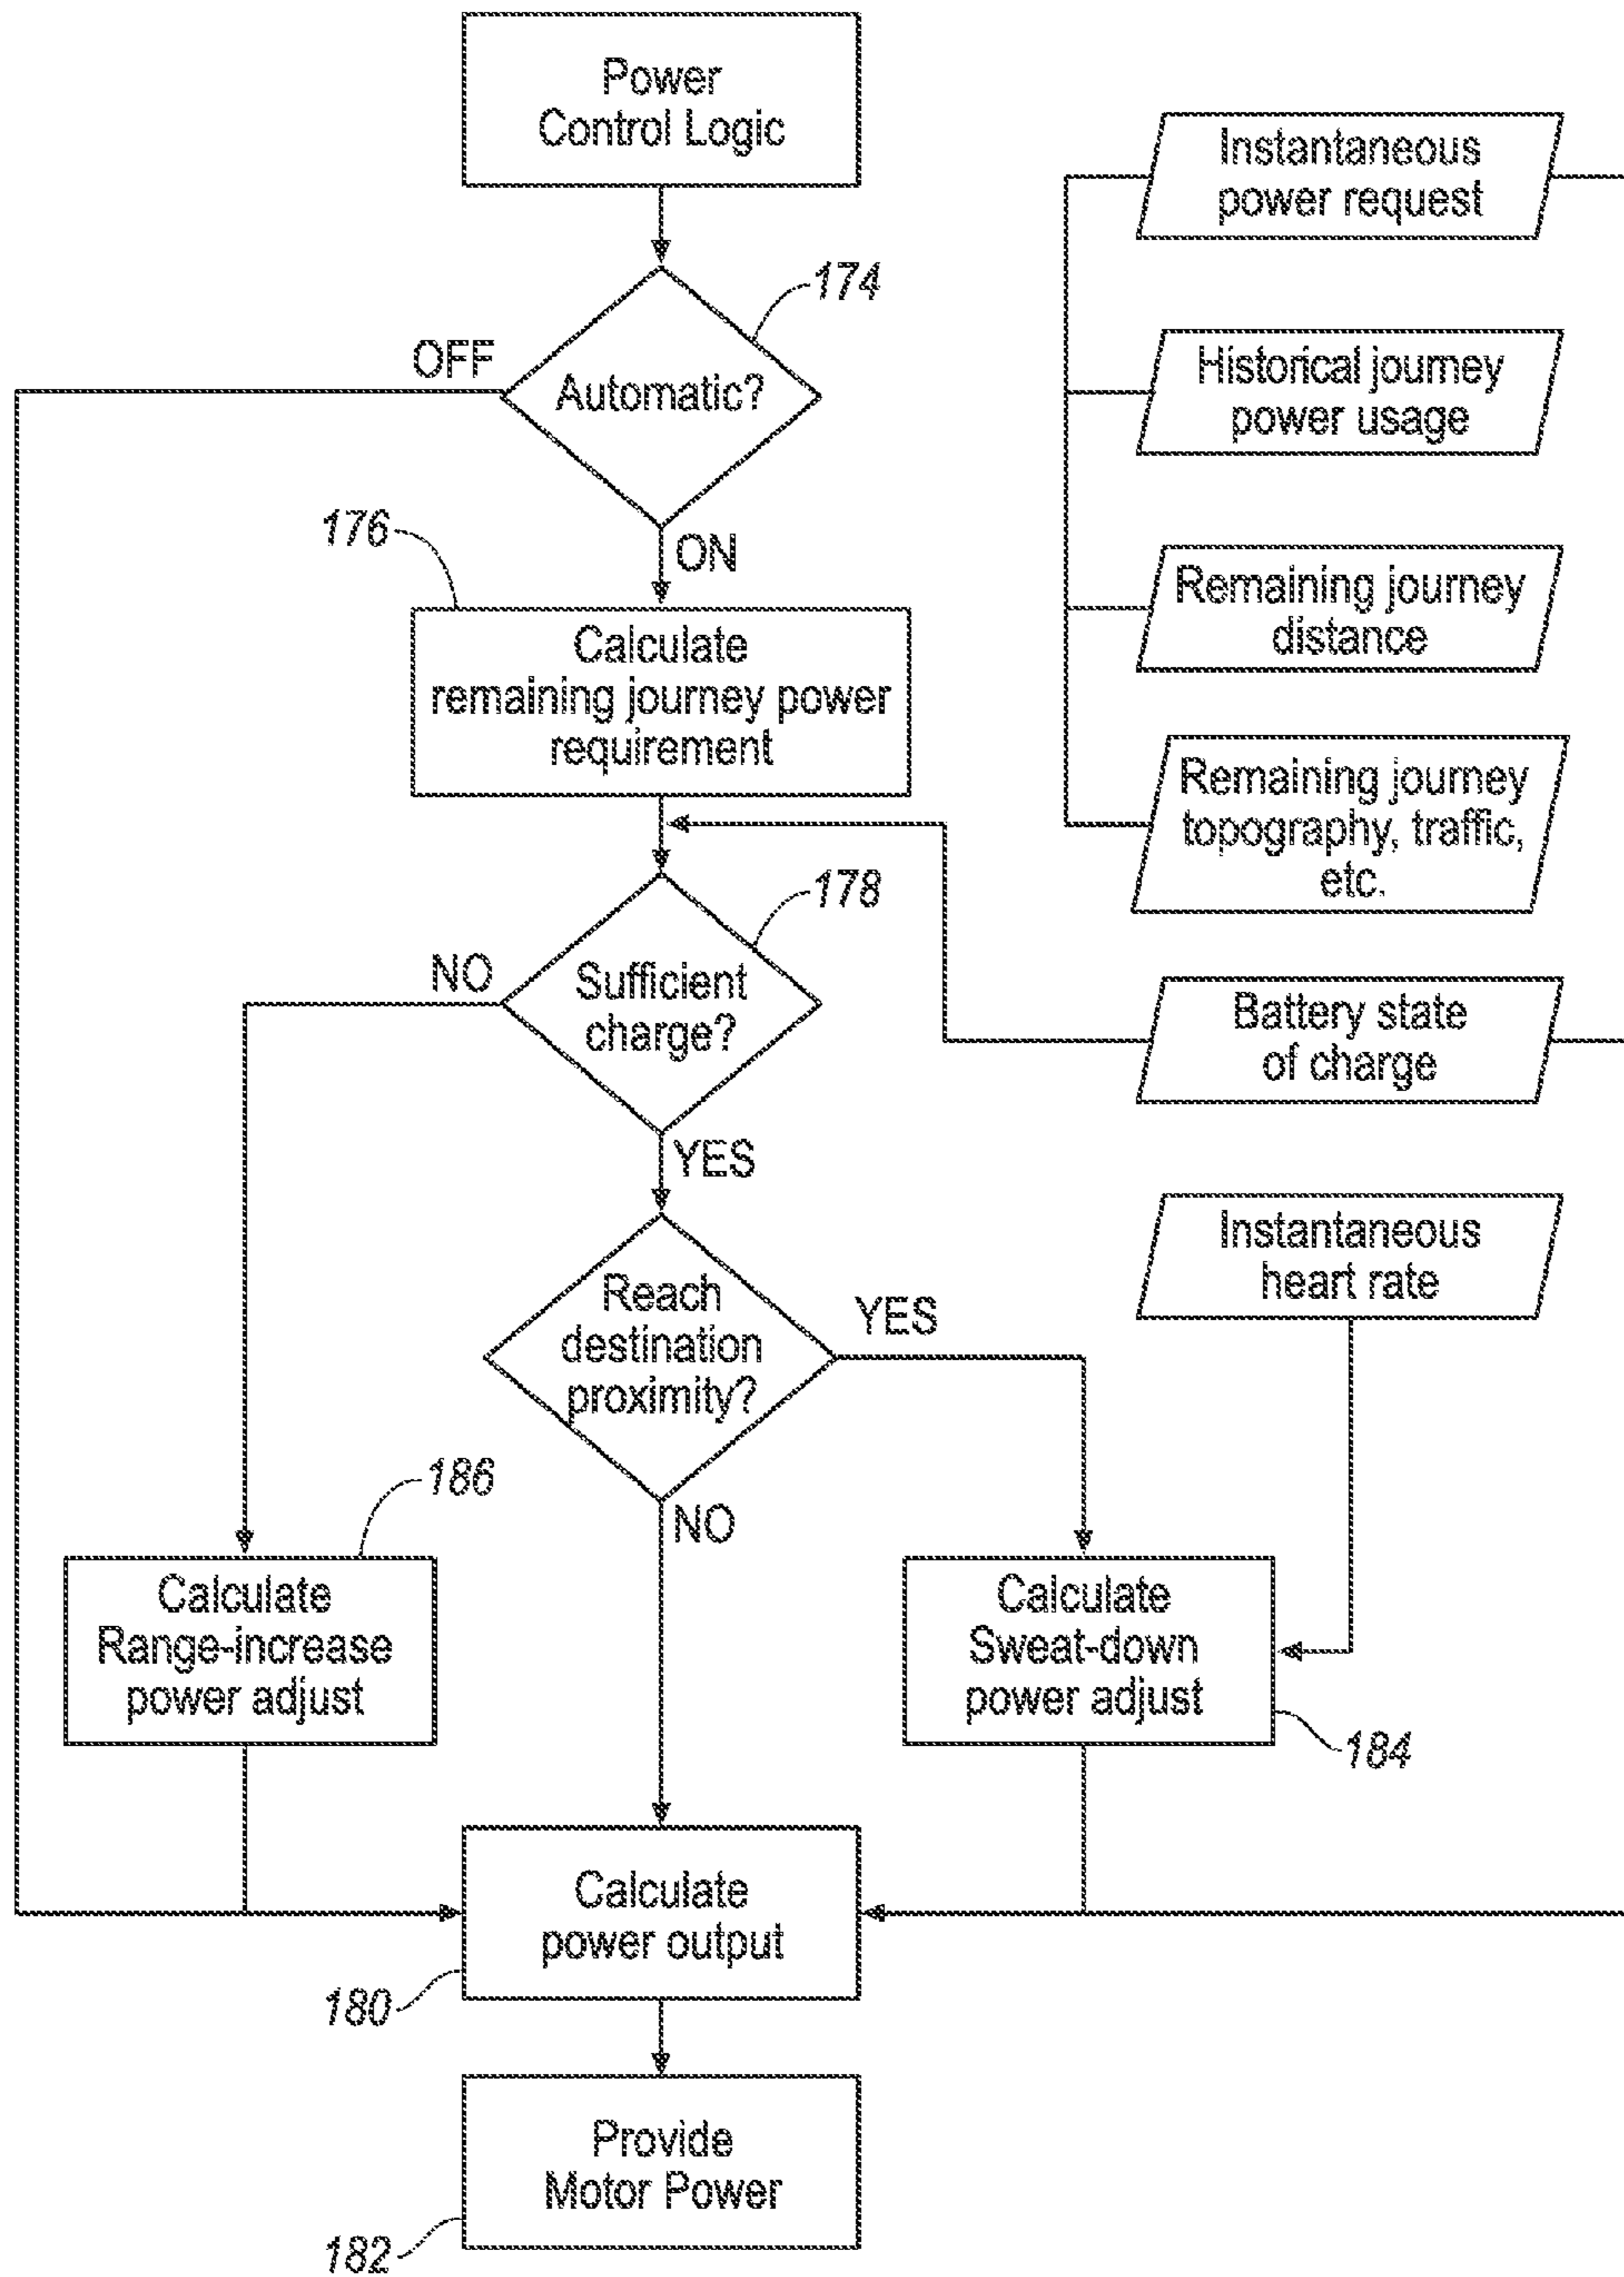 Power
Control Logic
174
OFF
Automatic?
ON
176
Calculate
remaining journey power
requirement
178
NO
Sufficient
charge?
YES
Reach
destination
proximity?
YES
NO
186
Calculate
Range-increase
power adjust
Calculate
Sweat-down
power adjust
184
Calculate
power output
180
Provide
Motor Power
182
Instantaneous
power request
Historical journey
power usage
Remaining journey
distance
Remaining journey
topography, traffic,
etc.
Battery state
of charge
Instantaneous
heart rate